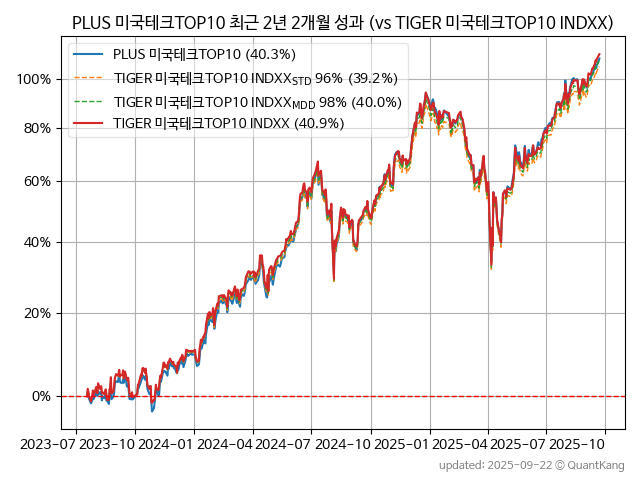 PLUS 미국테크TOP10 최근 2년 2개월 성과 (vs TIGER 미국테크TOP10 INDXX)
PLUS 미국테크TOP10 (40.3%)
TIGER 미국테크TOP10 INDXX_STD 96% (39.2%)
TIGER 미국테크TOP10 INDXX_MDD 98% (40.0%)
TIGER 미국테크TOP10 INDXX (40.9%)
100%
80%
60%
40%
20%
0%
2023-07 2023-10 2024-01 2024-04 2024-07 2024-10 2025-01 2025-04 2025-07 2025-10
updated: 2025-09-22 ⓒ QuantKang